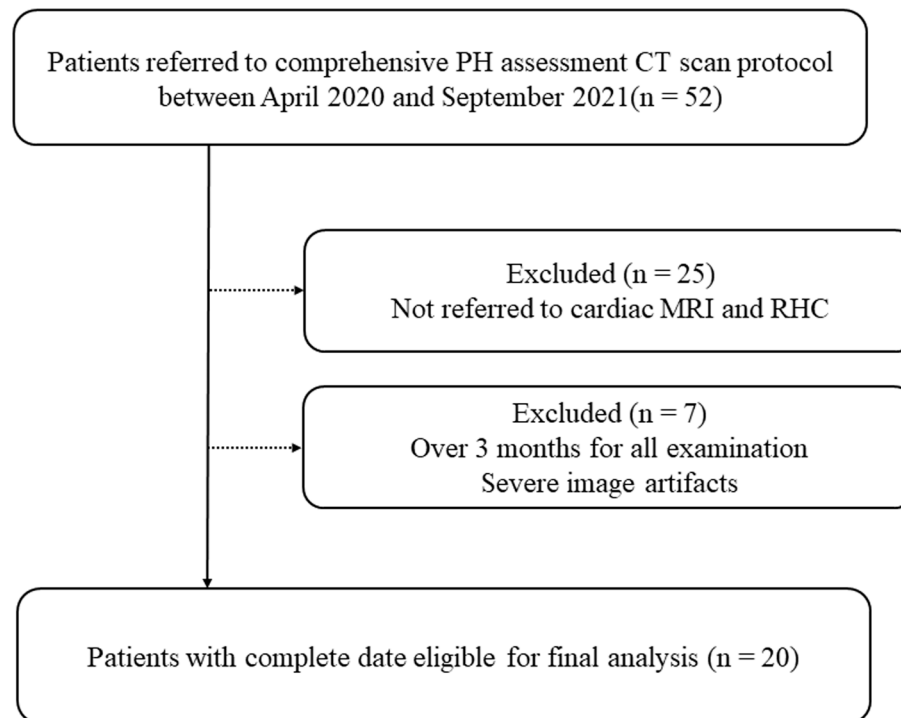 Patients referred to comprehensive PH assessment CT scan protocol
between April 2020 and September 2021(n = 52)
Excluded (n = 25)
Not referred to cardiac MRI and RHC
Excluded (n = 7)
Over 3 months for all examination
Severe image artifacts
Patients with complete date eligible for final analysis (n = 20)